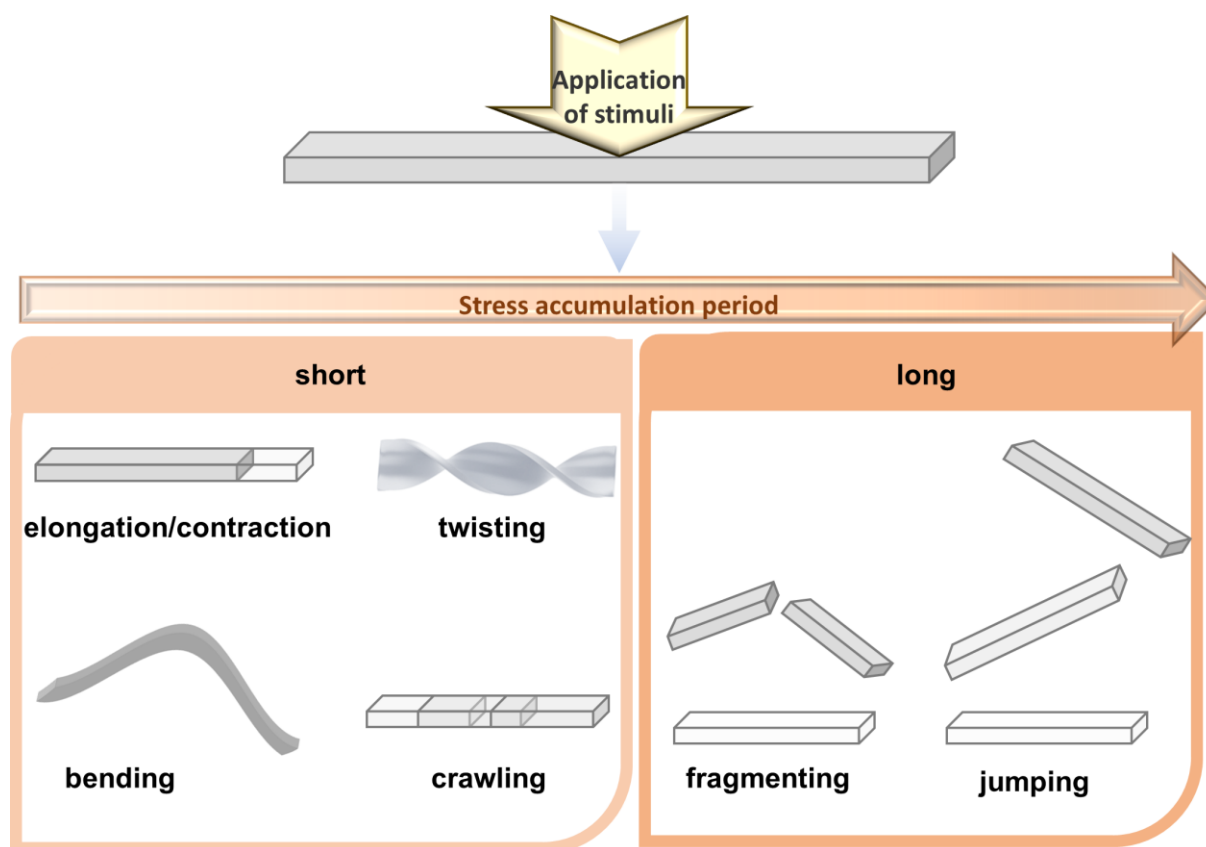 Application
of stimuli
Stress accumulation period
short
long
elongation/contraction
twisting
bending
crawling
fragmenting
jumping